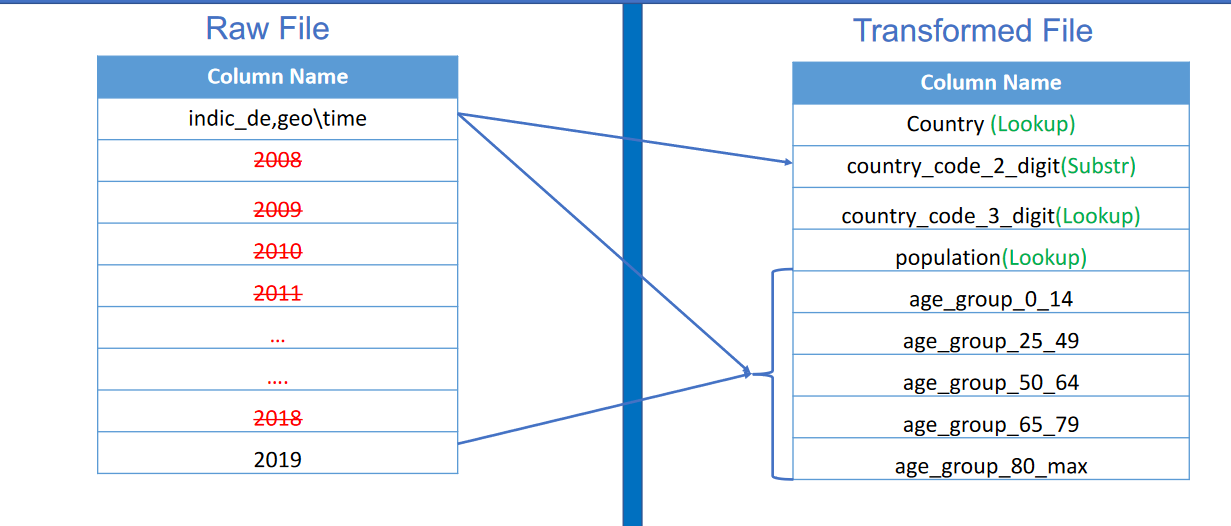 Raw File
Column Name
indic_de,geo\time
2008
2009
2010
2011
...
....
2018
2019
Transformed File
Column Name
Country (Lookup)
country_code_2_digit(Substr)
country_code_3_digit(Lookup)
population(Lookup)
age_group_0_14
age_group_25_49
age_group_50_64
age_group_65_79
age_group_80_max